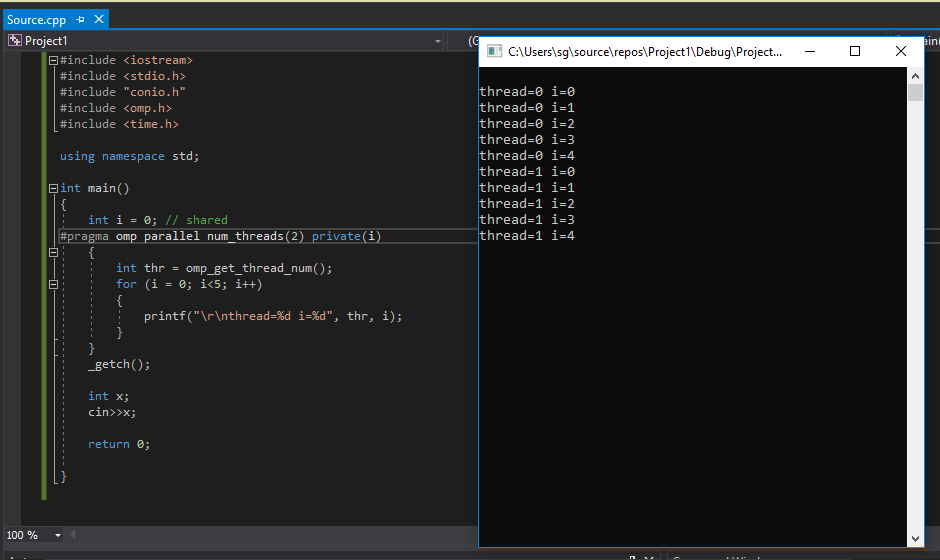 Source.cpp
Project1
#include <iostream>
#include <stdio.h>
#include "conio.h"
#include <omp.h>
#include <time.h>
using namespace std;
int main()
{
int i = 0; // shared
#pragma omp parallel num_threads(2) private(i)
{
int thr = omp_get_thread_num();
for (i = 0; i<5; i++)
{
printf("\r\nthread=%d i=%d", thr, i);
}
}
_getch();
int x;
cin>>x;
return 0;
}
100 %
C:\Users\sg\source\repos\Project1\Debug\Project...
thread=0 i=0
thread=0 i=1
thread=0 i=2
thread=0 i=3
thread=0 i=4
thread=1 i=0
thread=1 i=1
thread=1 i=2
thread=1 i=3
thread=1 i=4